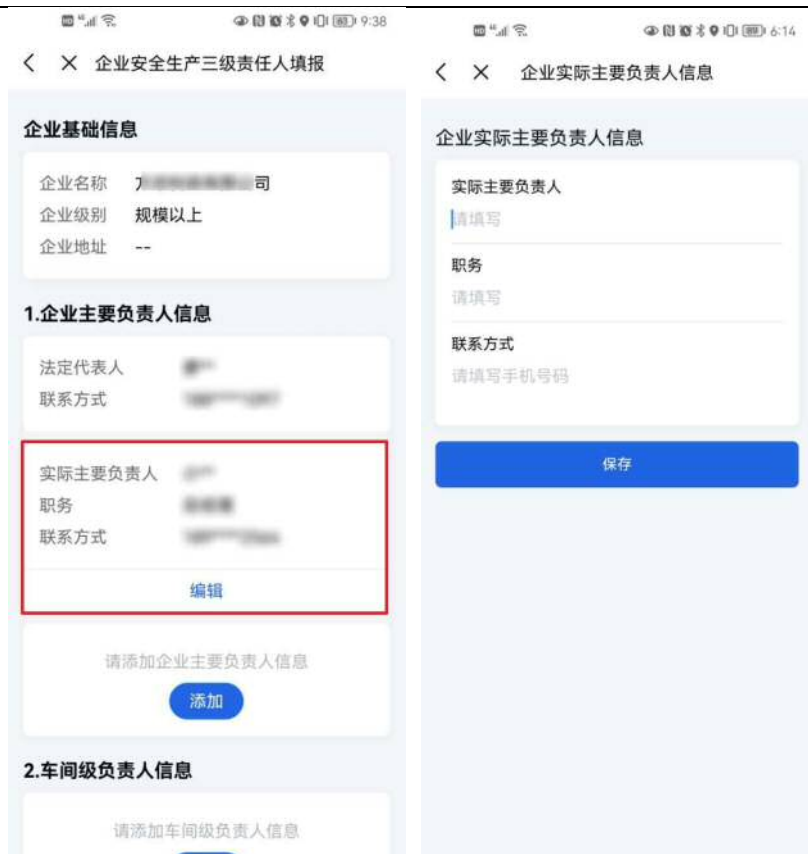 9:38
企业安全生产三级责任人填报
企业基础信息
企业名称 司
企业级别 规模以上
企业地址 --
1.企业主要负责人信息
法定代表人
联系方式
实际主要负责人
职务
联系方式
编辑
请添加企业主要负责人信息
添加
2.车间级负责人信息
请添加车间级负责人信息
6:14
企业实际主要负责人信息
企业实际主要负责人信息
实际主要负责人
请填写
职务
请填写
联系方式
请填写手机号码
保存